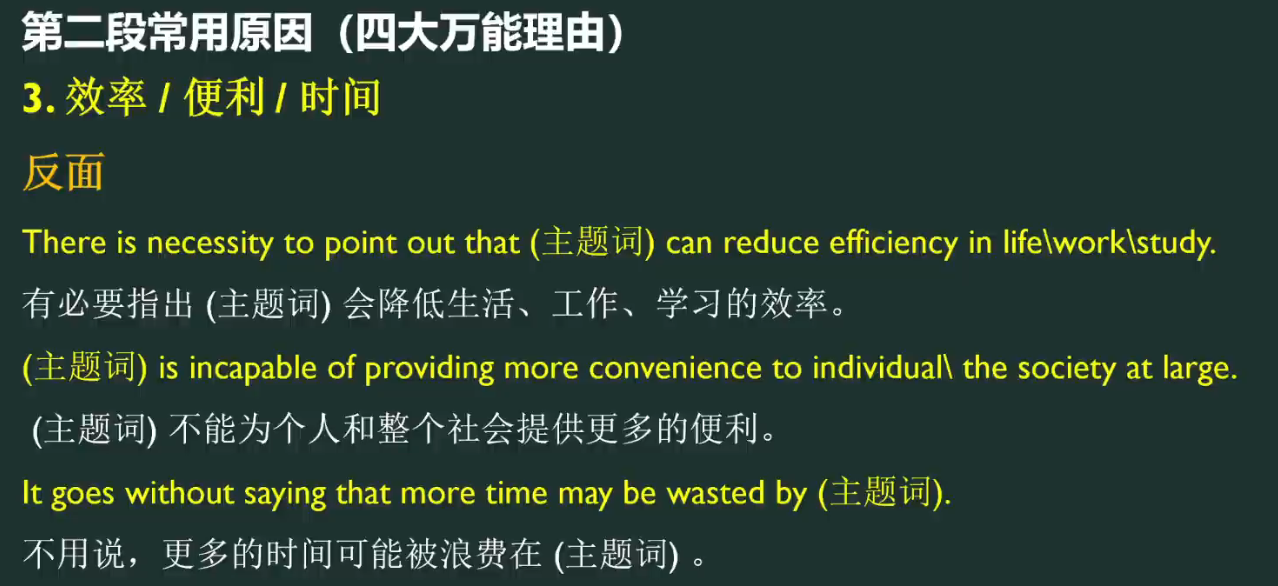 第二段常用原因（四大万能理由）
3. 效率 / 便利 / 时间
反面
There is necessity to point out that (主题词) can reduce efficiency in life\work\study.
有必要指出 (主题词) 会降低生活、工作、学习的效率。
(主题词) is incapable of providing more convenience to individual\ the society at large.
(主题词) 不能为个人和整个社会提供更多的便利。
It goes without saying that more time may be wasted by (主题词).
不用说，更多的时间可能被浪费在 (主题词) 。